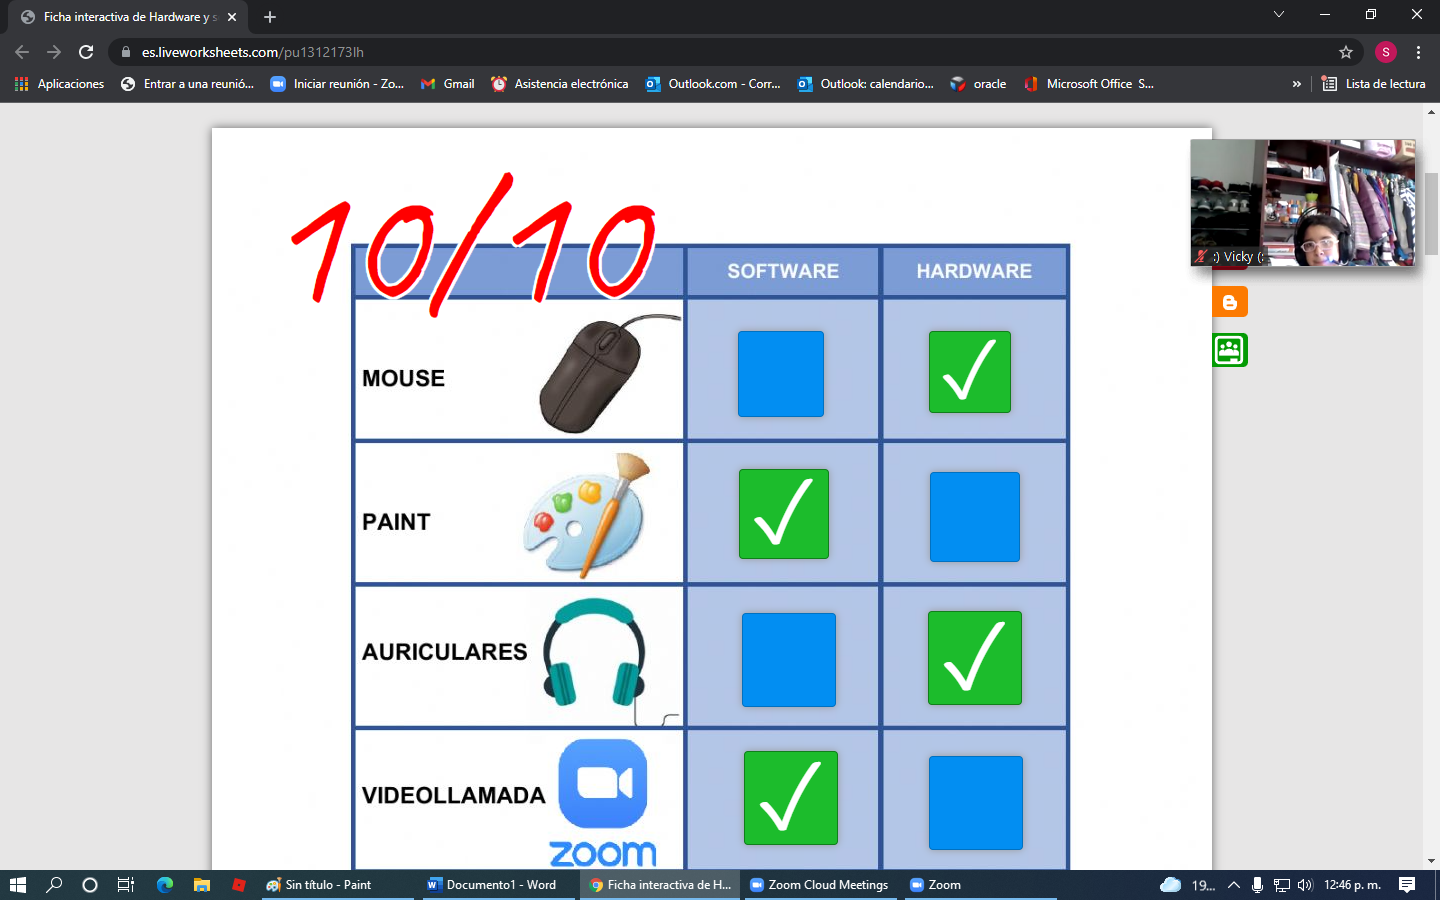 Ficha interactiva de Hardware y s
es.liveworksheets.com/pu1312173lh
Aplicaciones
Entrar a una reunió...
Iniciar reunión - Zo...
Gmail
Asistencia electrónica
Outlook.com - Corr...
Outlook: calendario...
oracle
Microsoft Office S...
»
Lista de lectura
S
10/10
SOFTWARE
HARDWARE
:) Vicky (:
MOUSE
PAINT
AURICULARES
VIDEOLLAMADA
zoom
Sin título - Paint
Documento1 - Word
Ficha interactiva de H...
Zoom Cloud Meetings
Zoom
19...
12:46 p. m.